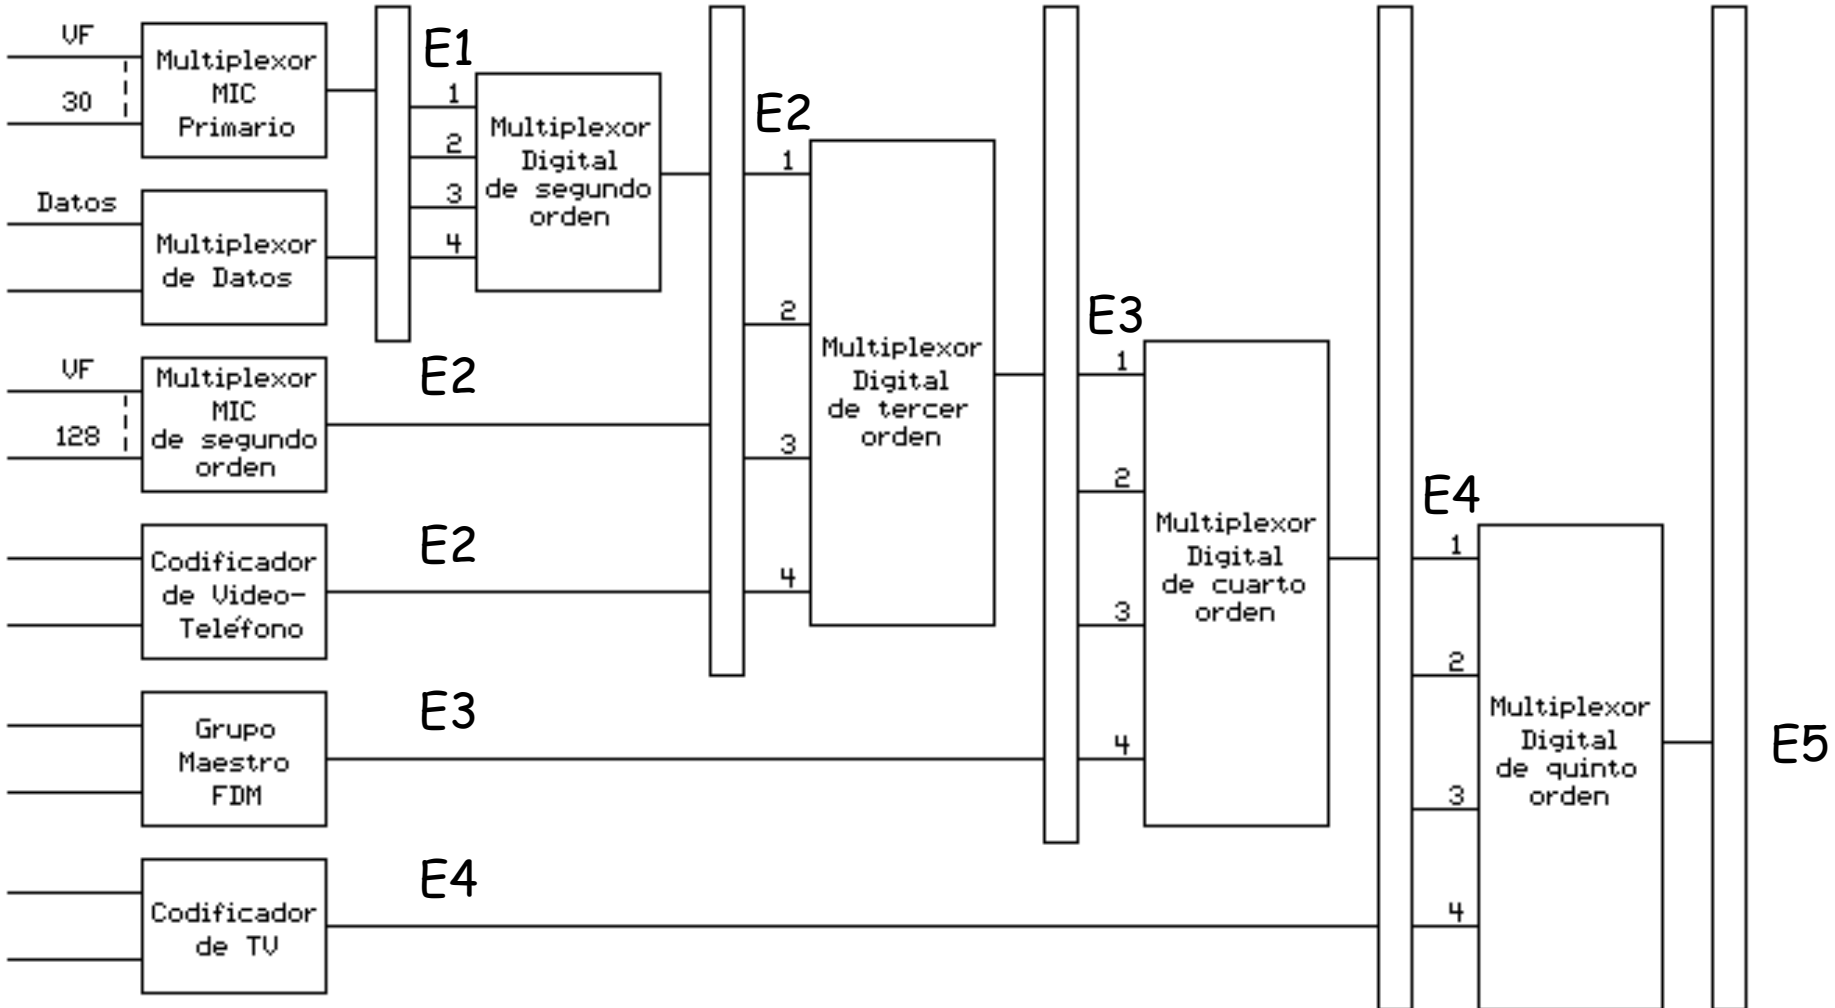 VF
30
Multiplexor
MIC
Primario
Datos
Multiplexor
de Datos
VF
128
Multiplexor
MIC
de segundo
orden
Codificador
de Video-
Teléfono
Grupo
Maestro
FDM
Codificador
de TV
E1
1
2
3
4
Multiplexor
Digital
de segundo
orden
E2
E2
E3
E4
E2
1
2
3
4
Multiplexor
Digital
de tercer
orden
E3
1
2
3
4
Multiplexor
Digital
de cuarto
orden
E4
1
2
3
4
Multiplexor
Digital
de quinto
orden
E5